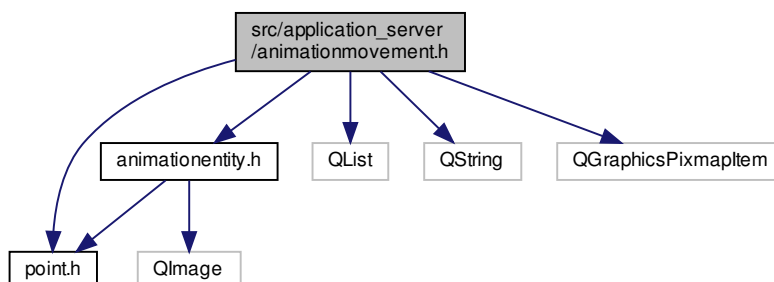 src/application_server
/animationmovement.h
animationentity.h
QList
QString
QGraphicsPixmapItem
point.h
QImage